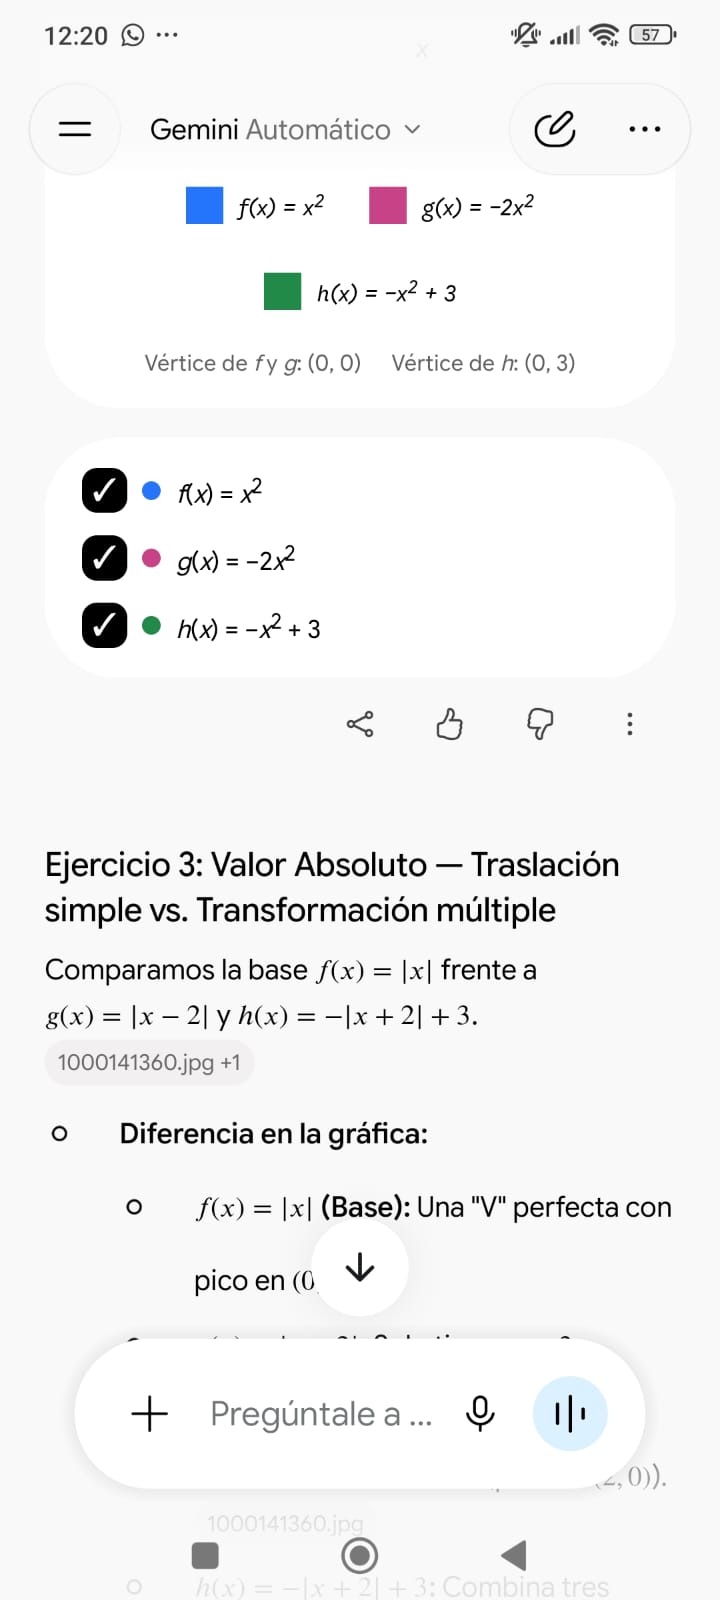 12:20
57
x
Gemini Automático
f(x) = x²
g(x) = −2x²
h(x) = −x² + 3
Vértice de f y g: (0, 0) Vértice de h: (0, 3)
f(x) = x²
g(x) = −2x²
h(x) = −x² + 3
Ejercicio 3: Valor Absoluto — Traslación
simple vs. Transformación múltiple
Comparamos la base f(x) = |x| frente a
g(x) = |x − 2| y h(x) = −|x + 2| + 3.
1000141360.jpg +1
Diferencia en la gráfica:
f(x) = |x| (Base): Una "V" perfecta con
pico en (0
Pregúntale a ...
2, 0)).
1000141360.jpg
h(x) = −|x + 2| + 3: Combina tres